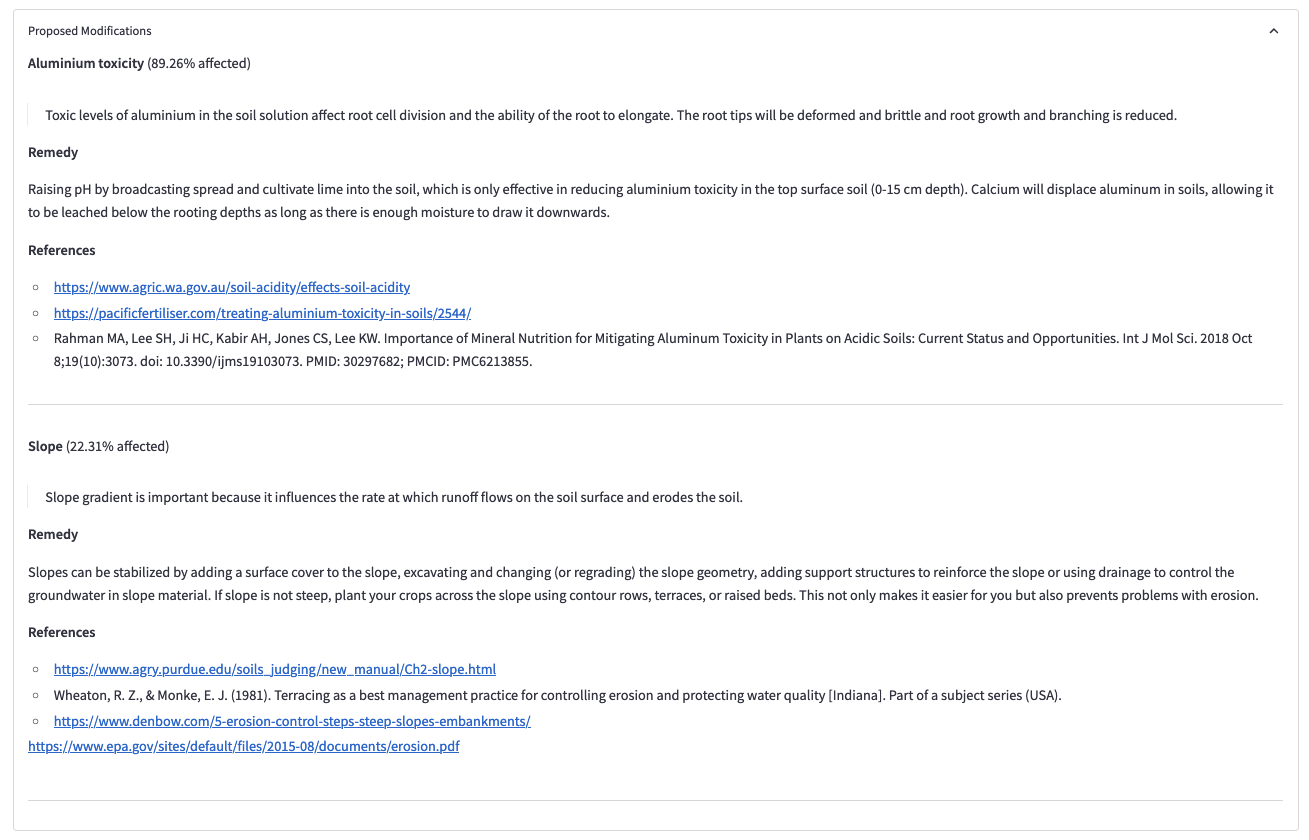 Proposed Modifications
Aluminium toxicity (89.26% affected)
Toxic levels of aluminium in the soil solution affect root cell division and the ability of the root to elongate. The root tips will be deformed and brittle and root growth and branching is reduced.
Remedy
Raising pH by broadcasting spread and cultivate lime into the soil, which is only effective in reducing aluminium toxicity in the top surface soil (0-15 cm depth). Calcium will displace aluminum in soils, allowing it
to be leached below the rooting depths as long as there is enough moisture to draw it downwards.
References
https://www.agric.wa.gov.au/soil-acidity/effects-soil-acidity
https://pacificfertiliser.com/treating-aluminium-toxicity-in-soils/2544/
Rahman MA, Lee SH, Ji HC, Kabir AH, Jones CS, Lee KW. Importance of Mineral Nutrition for Mitigating Aluminum Toxicity in Plants on Acidic Soils: Current Status and Opportunities. Int J Mol Sci. 2018 Oct
8;19(10):3073. doi: 10.3390/ijms19103073. PMID: 30297682; PMCID: PMC6213855.
Slope (22.31% affected)
Slope gradient is important because it influences the rate at which runoff flows on the soil surface and erodes the soil.
Remedy
Slopes can be stabilized by adding a surface cover to the slope, excavating and changing (or regrading) the slope geometry, adding support structures to reinforce the slope or using drainage to control the
groundwater in slope material. If slope is not steep, plant your crops across the slope using contour rows, terraces, or raised beds. This not only makes it easier for you but also prevents problems with erosion.
References
https://www.agry.purdue.edu/soils_judging/new_manual/Ch2-slope.html
Wheaton, R. Z., & Monke, E. J. (1981). Terracing as a best management practice for controlling erosion and protecting water quality [Indiana]. Part of a subject series (USA).
https://www.denbow.com/5-erosion-control-steps-steep-slopes-embankments/
https://www.epa.gov/sites/default/files/2015-08/documents/erosion.pdf